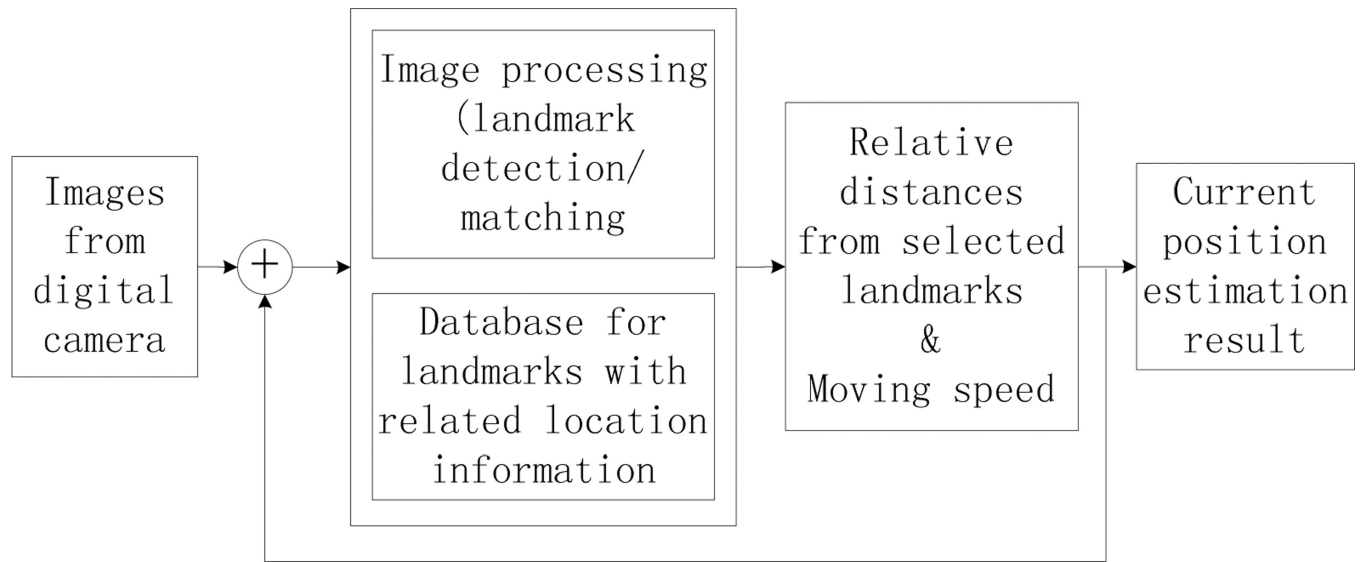 Images
from
digital
camera
+
Image processing
(landmark
detection/
matching
Database for
landmarks with
related location
information
Relative
distances
from selected
landmarks
&
Moving speed
Current
position
estimation
result